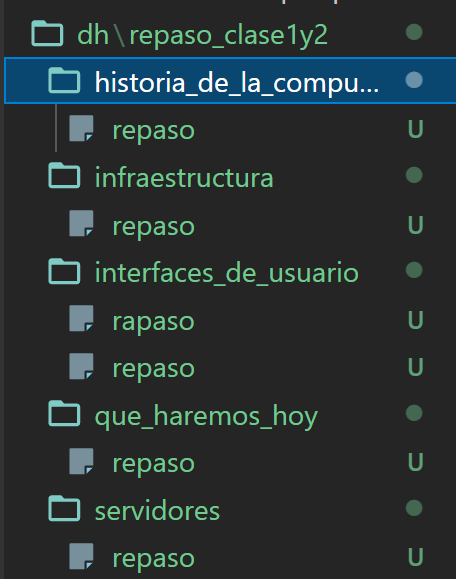 dh\repaso_clase1y2
historia_de_la_compu...
repaso U
infraestructura
repaso U
interfaces_de_usuario
rapaso U
repaso U
que_haremos_hoy
repaso U
servidores
repaso U